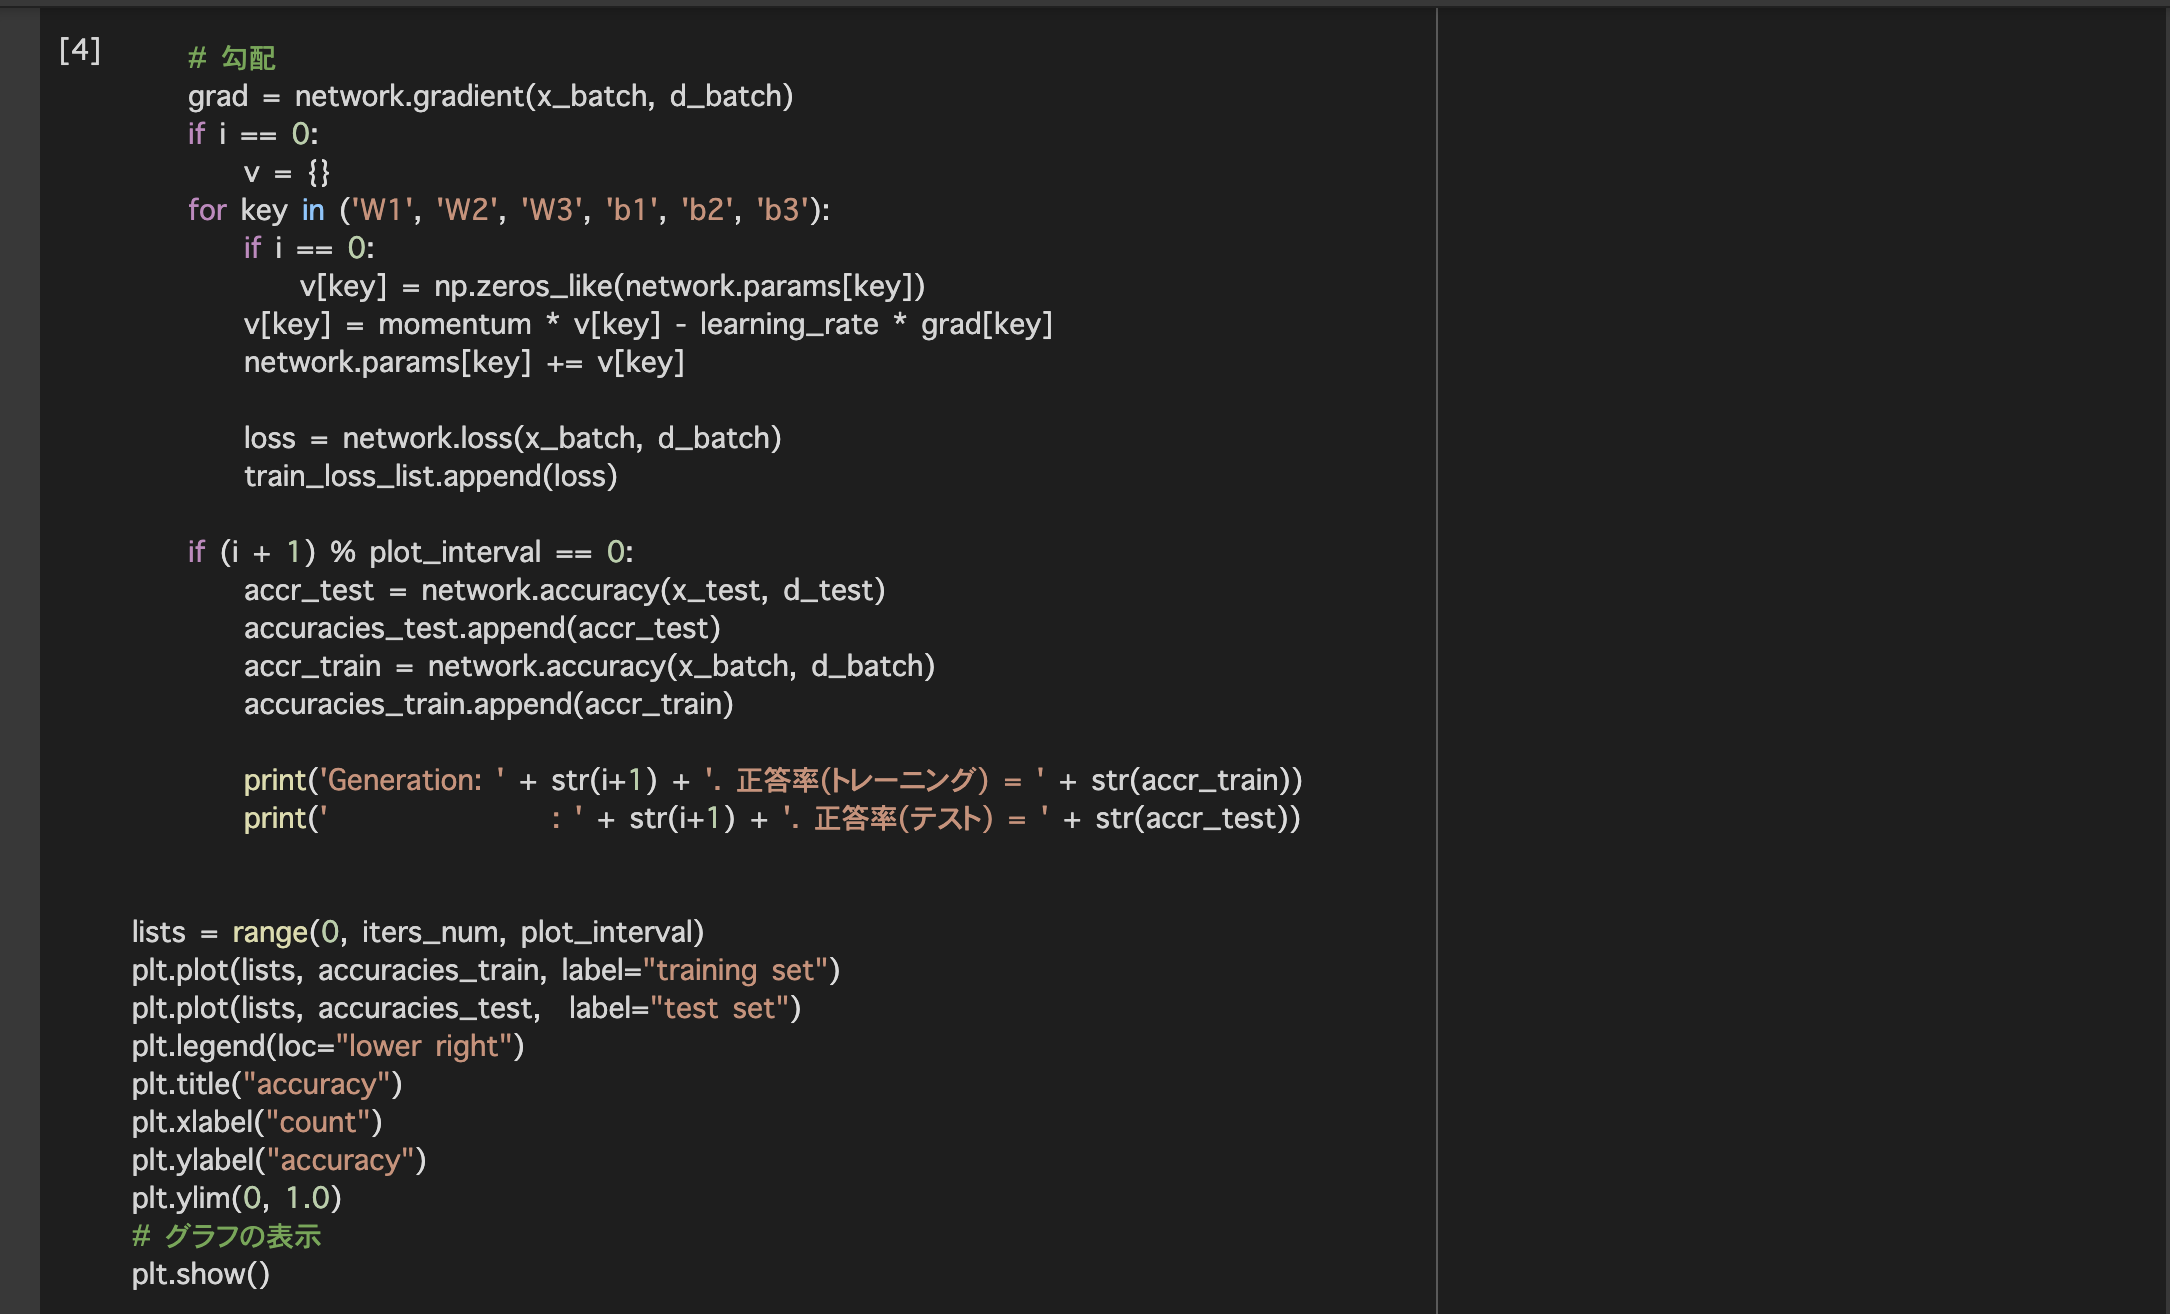 [4]
# 勾配
grad = network.gradient(x_batch, d_batch)
if i == 0:
    v = {}
for key in ('W1', 'W2', 'W3', 'b1', 'b2', 'b3'):
    if i == 0:
        v[key] = np.zeros_like(network.params[key])
    v[key] = momentum * v[key] - learning_rate * grad[key]
    network.params[key] += v[key]

    loss = network.loss(x_batch, d_batch)
    train_loss_list.append(loss)

if (i + 1) % plot_interval == 0:
    accr_test = network.accuracy(x_test, d_test)
    accuracies_test.append(accr_test)
    accr_train = network.accuracy(x_batch, d_batch)
    accuracies_train.append(accr_train)

    print('Generation: ' + str(i+1) + '. 正答率(トレーニング) = ' + str(accr_train))
    print('                : ' + str(i+1) + '. 正答率(テスト) = ' + str(accr_test))

lists = range(0, iters_num, plot_interval)
plt.plot(lists, accuracies_train, label="training set")
plt.plot(lists, accuracies_test,  label="test set")
plt.legend(loc="lower right")
plt.title("accuracy")
plt.xlabel("count")
plt.ylabel("accuracy")
plt.ylim(0, 1.0)
# グラフの表示
plt.show()